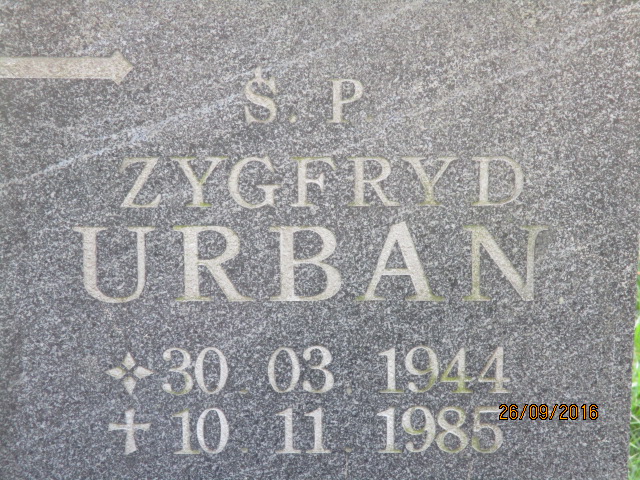 Ś. P.
ZYGFRYD
URBAN
30. 03. 1944
10. 11. 1985
26/09/2016